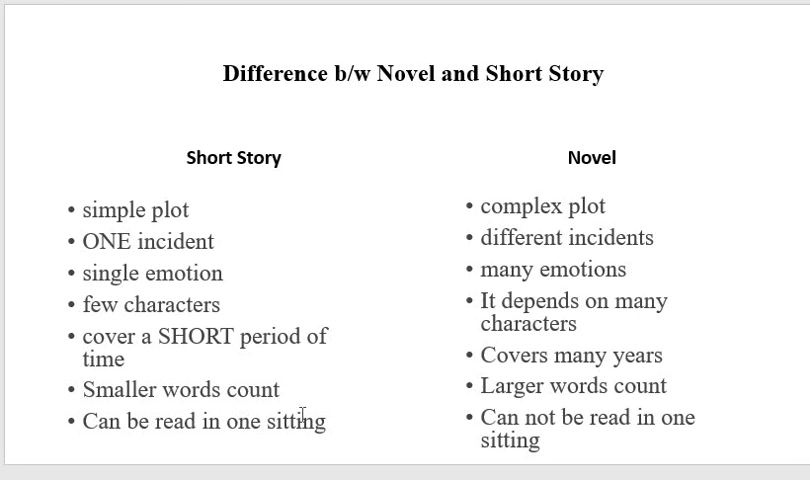 Difference b/w Novel and Short Story
Short Story
• simple plot
• ONE incident
• single emotion
• few characters
• cover a SHORT period of
time
• Smaller words count
• Can be read in one sitting
Novel
• complex plot
• different incidents
• many emotions
• It depends on many
characters
• Covers many years
• Larger words count
• Can not be read in one
sitting